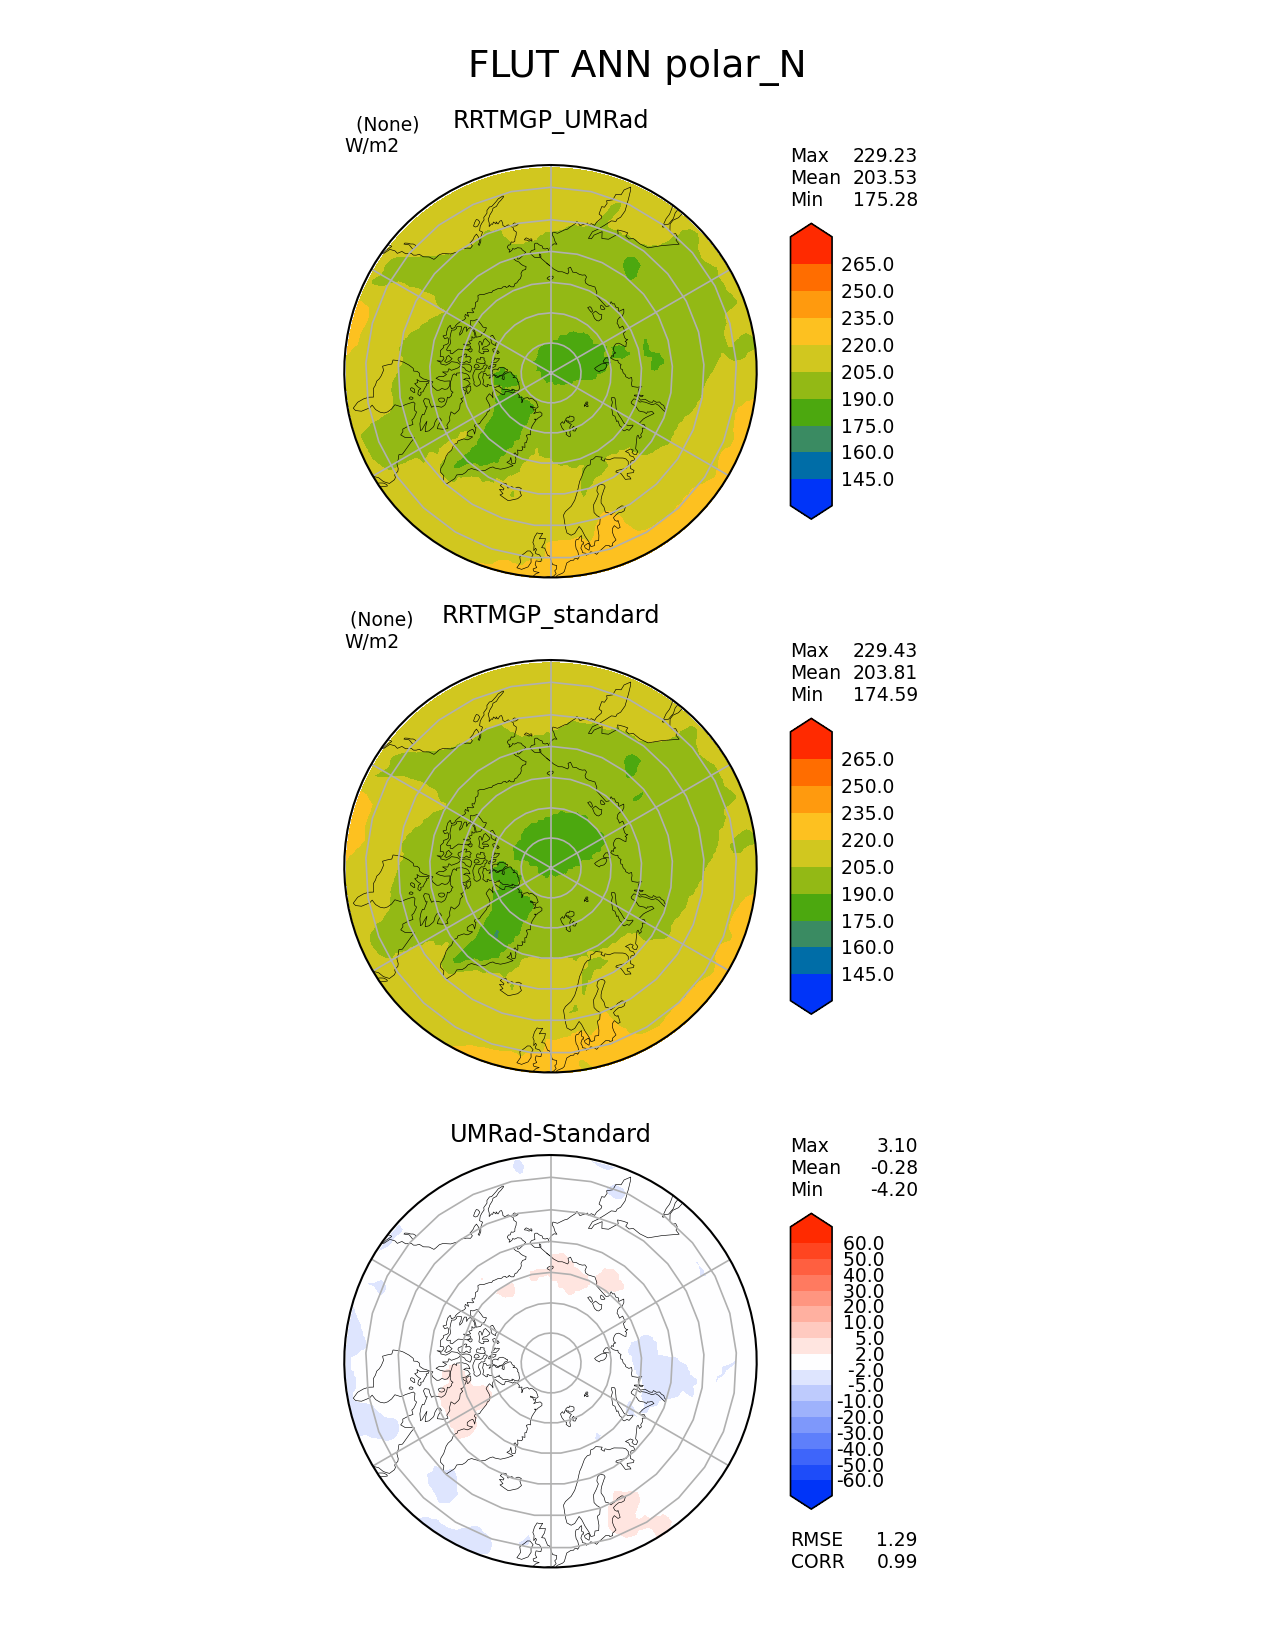 FLUT ANN polar_N
(None) RRTMGP_UMRad
W/m2
Max 229.23
Mean 203.53
Min 175.28
265.0
250.0
235.0
220.0
205.0
190.0
175.0
160.0
145.0
(None) RRTMGP_standard
W/m2
Max 229.43
Mean 203.81
Min 174.59
265.0
250.0
235.0
220.0
205.0
190.0
175.0
160.0
145.0
UMRad-Standard
Max 3.10
Mean -0.28
Min -4.20
60.0
50.0
40.0
30.0
20.0
10.0
5.0
2.0
-2.0
-5.0
-10.0
-20.0
-30.0
-40.0
-50.0
-60.0
RMSE 1.29
CORR 0.99